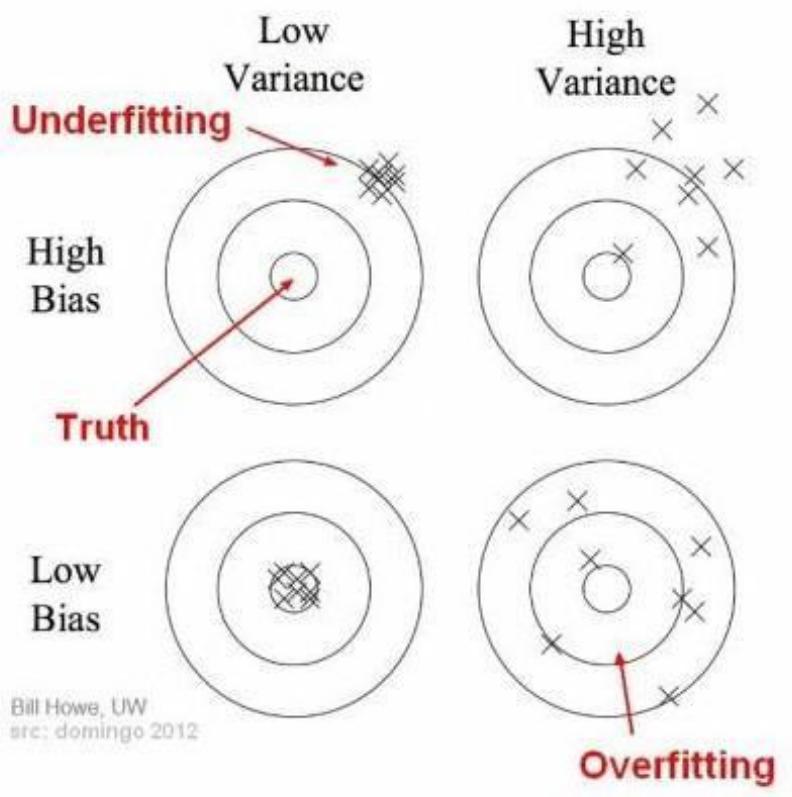 Low
Variance
High
Variance
Underfitting
High
Bias
Truth
Low
Bias
Bill Howe, UW
src: domingo 2012
Overfitting